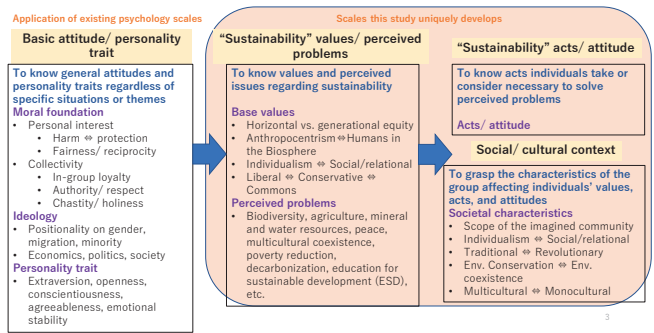 Application of existing psychology scales
Scales this study uniquely develops
Basic attitude/ personality
trait
To know general attitudes and
personality traits regardless of
specific situations or themes
Moral foundation
• Personal interest
• Harm ⇔ protection
• Fairness/ reciprocity
• Collectivity
• In-group loyalty
• Authority/ respect
• Chastity/ holiness
Ideology
• Positionality on gender,
migration, minority
• Economics, politics, society
Personality trait
• Extraversion, openness,
conscientiousness,
agreeableness, emotional
stability
“Sustainability” values/ perceived
problems
To know values and perceived
issues regarding sustainability
Base values
• Horizontal vs. generational equity
• Anthropocentrism⇔Humans in
the Biosphere
• Individualism ⇔ Social/relational
• Liberal ⇔ Conservative ⇔
Commons
Perceived problems
• Biodiversity, agriculture, mineral
and water resources, peace,
multicultural coexistence,
poverty reduction,
decarbonization, education for
sustainable development (ESD),
etc.
“Sustainability” acts/ attitude
To know acts individuals take or
consider necessary to solve
perceived problems
Acts/ attitude
Social/ cultural context
To grasp the characteristics of the
group affecting individuals’ values,
acts, and attitudes
Societal characteristics
• Scope of the imagined community
• Individualism ⇔ Social/relational
• Traditional ⇔ Revolutionary
• Env. Conservation ⇔ Env.
coexistence
• Multicultural ⇔ Monocultural
3